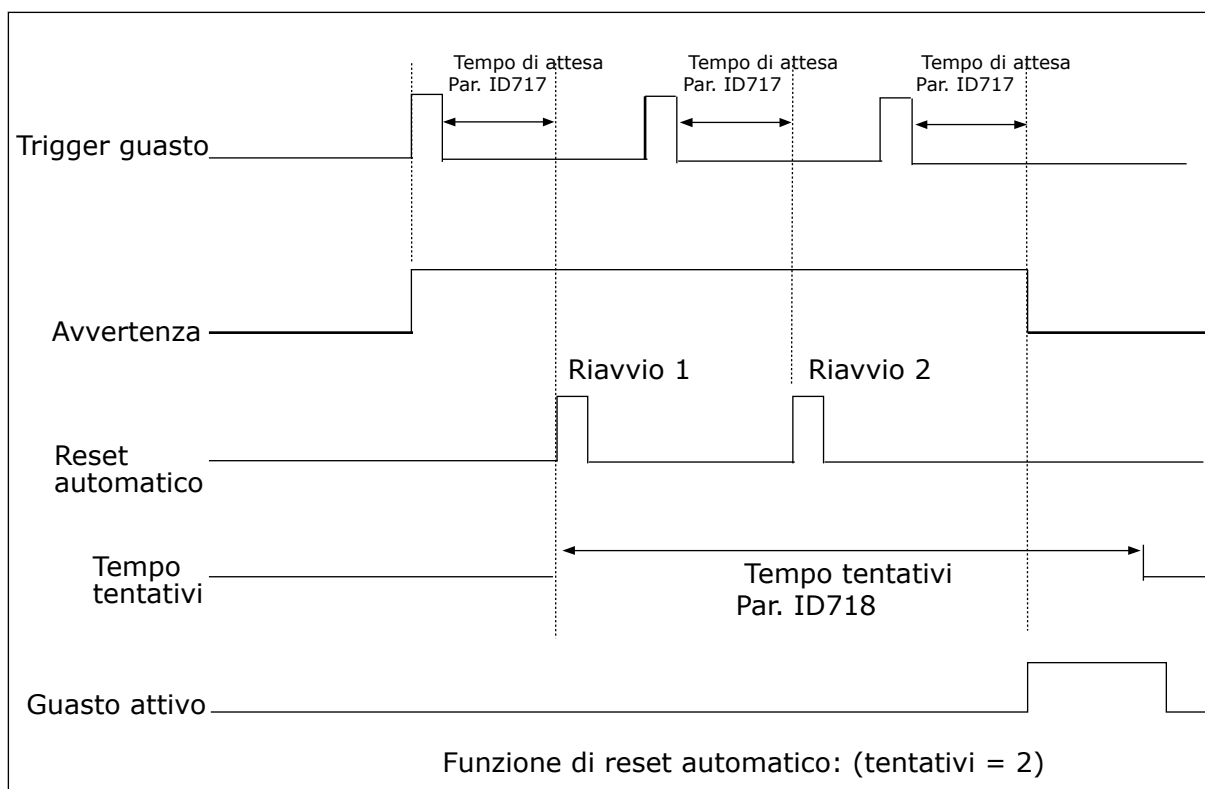 Tempo di attesa
Par. ID717
Tempo di attesa
Par. ID717
Tempo di attesa
Par. ID717
Trigger guasto
Avvertenza
Riavvio 1
Riavvio 2
Reset
automatico
Tempo
tentativi
Tempo tentativi
Par. ID718
Guasto attivo
Funzione di reset automatico: (tentativi = 2)